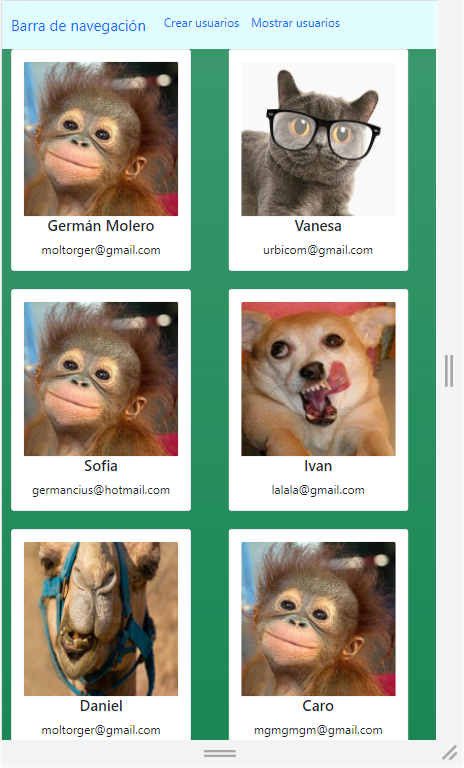 Barra de navegación Crear usuarios Mostrar usuarios
Germán Molero
moltorger@gmail.com
Vanesa
urbicom@gmail.com
Sofia
germancius@hotmail.com
Ivan
lalala@gmail.com
Daniel
moltorger@gmail.com
Caro
mgmgmgm@gmail.com